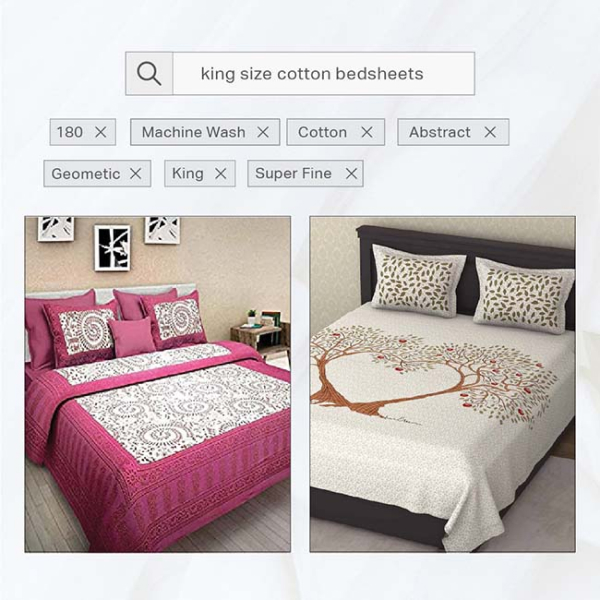 king size cotton bedsheets
180 Machine Wash Cotton Abstract
Geometic King Super Fine